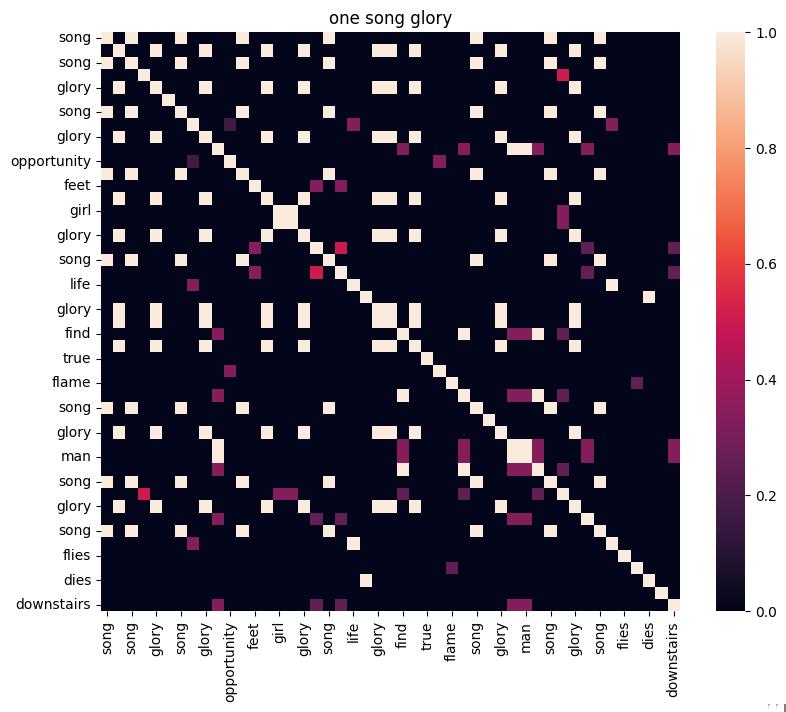 one song glory
song
song
glory
song
glory
opportunity
feet
girl
glory
song
life
glory
find
true
flame
song
glory
man
song
glory
song
flies
dies
downstairs
song
song
glory
song
glory
opportunity
feet
girl
glory
song
life
glory
find
true
flame
song
glory
man
song
glory
song
flies
dies
downstairs
1.0
0.8
0.6
0.4
0.2
0.0